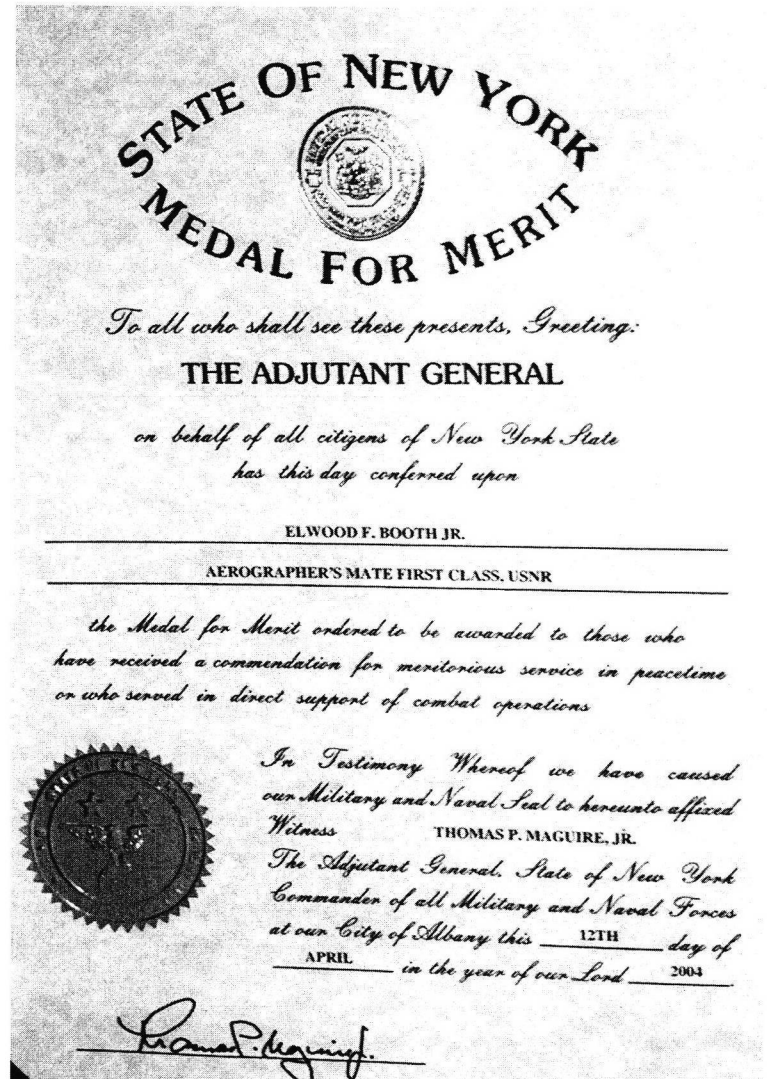 STATE OF NEW YORK
MEDAL FOR MERIT
To all who shall see these presents, Greeting:
THE ADJUTANT GENERAL
on behalf of all citizens of New York State
has this day conferred upon
ELWOOD F. BOOTH JR.
AEROGRAPHER'S MATE FIRST CLASS, USNR
the Medal for Merit ordered to be awarded to those who
have received a commendation for meritorious service in peacetime
or who served in direct support of combat operations
In Testimony Whereof we have caused
our Military and Naval Seal to hereunto affixed
Witness THOMAS P. MAGUIRE, JR.
The Adjutant General, State of New York
Commander of all Military and Naval Forces
at our City of Albany this 12TH day of
APRIL in the year of our Lord 2004